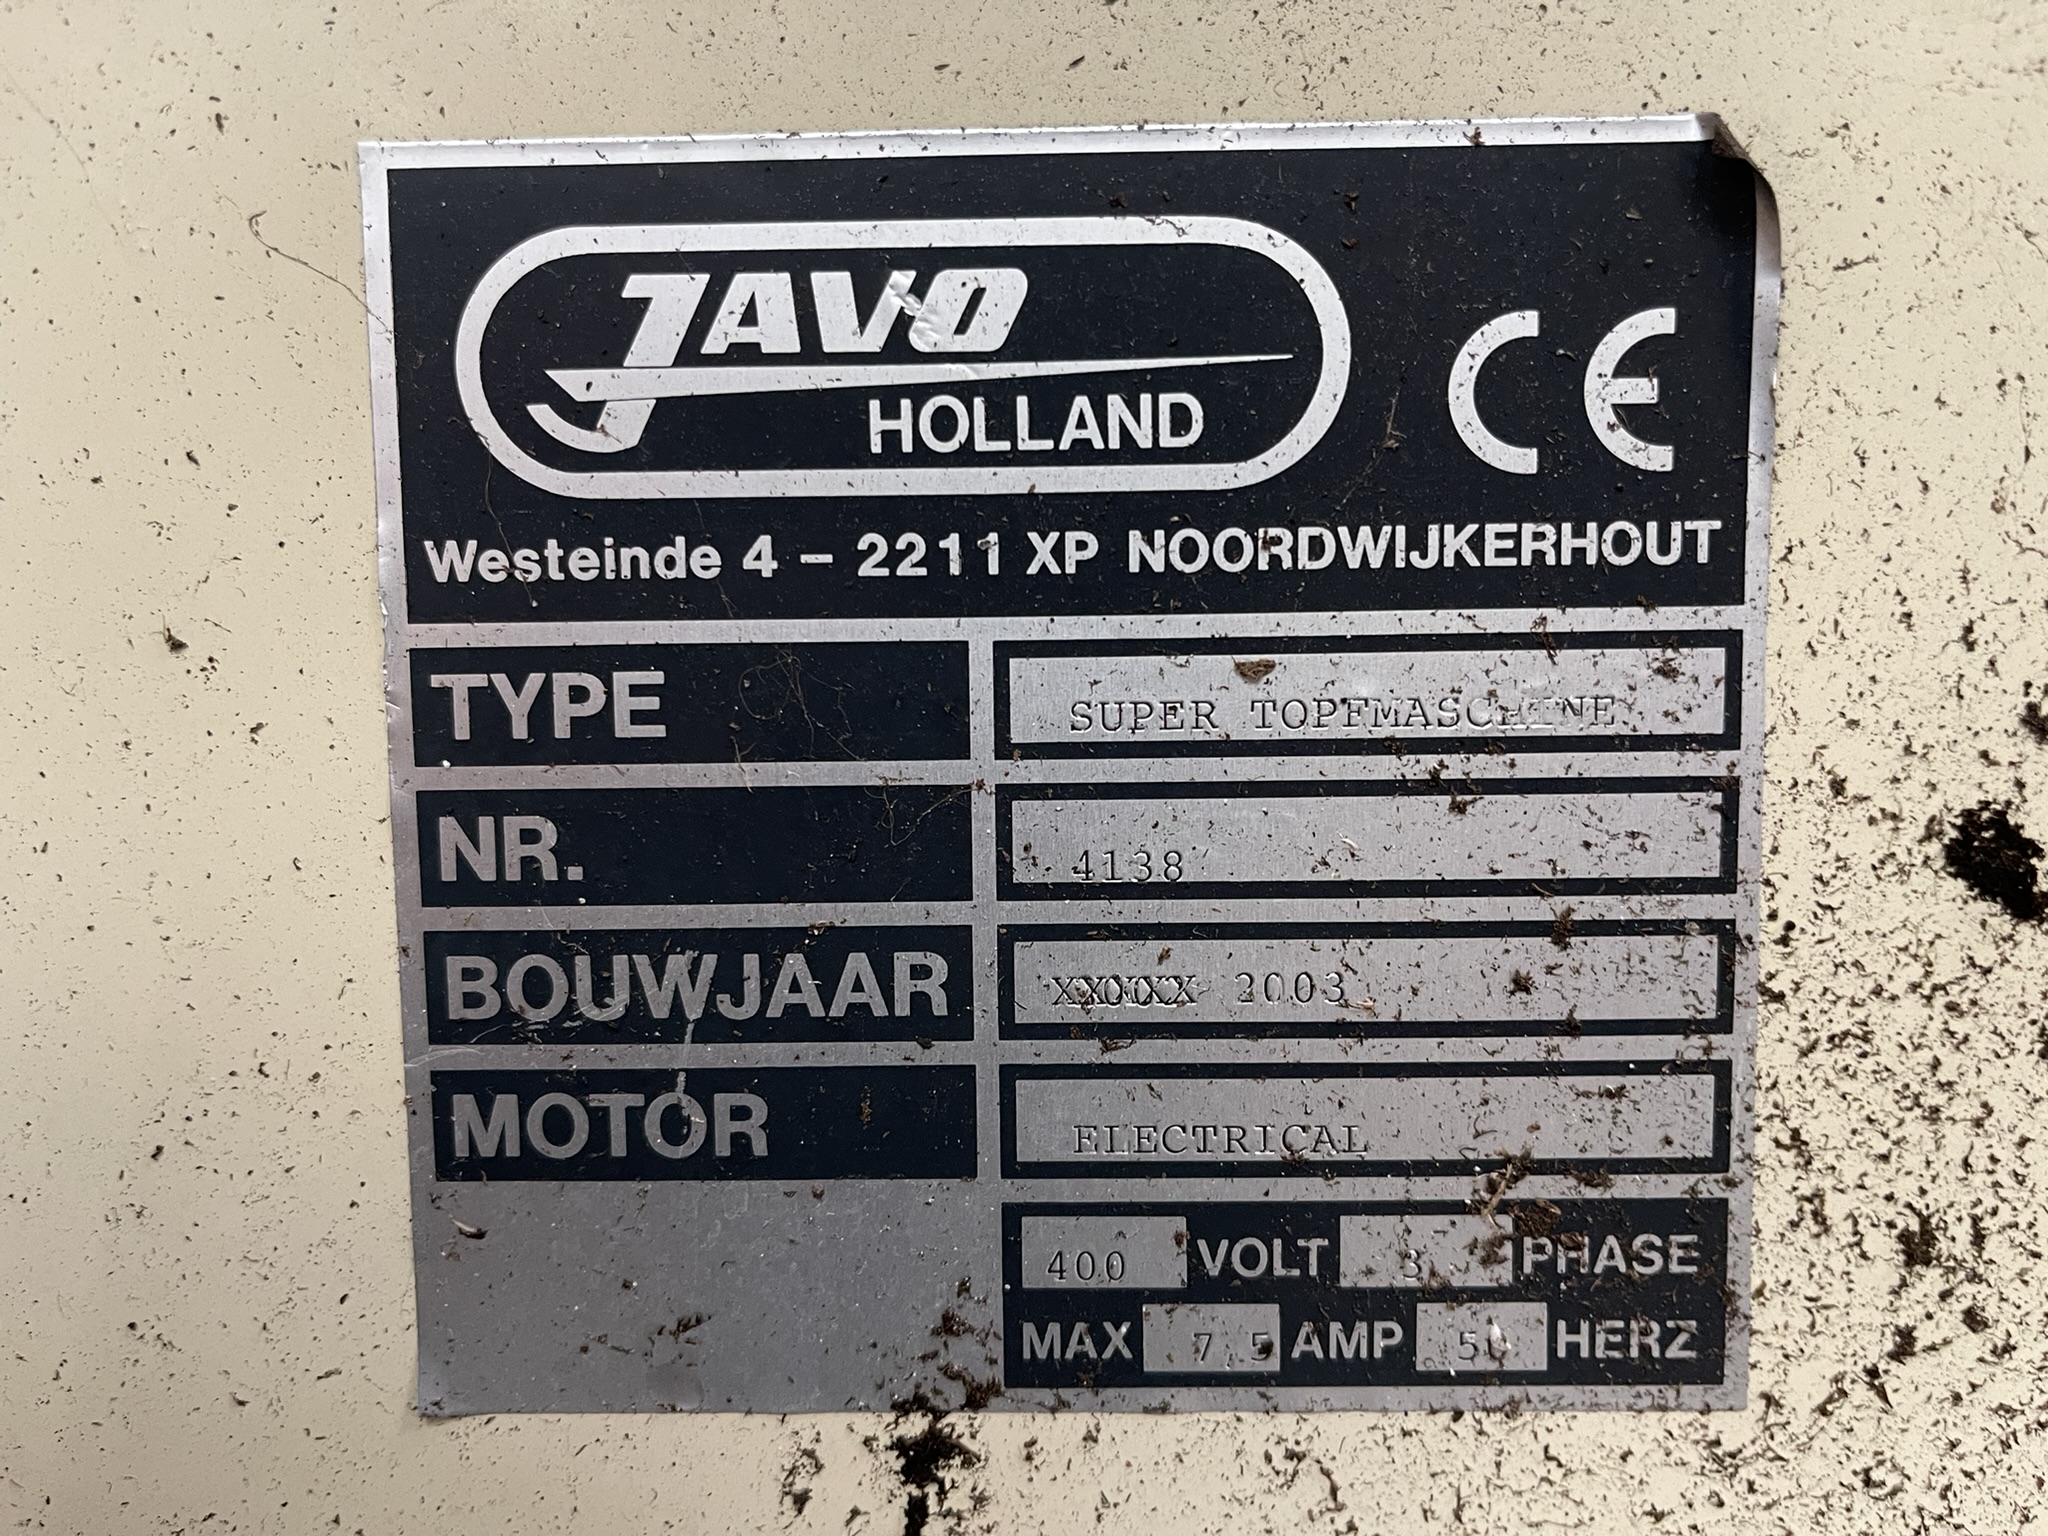 JAVO
HOLLAND
CE
Westeinde 4 – 2211 XP NOORDWIJKERHOUT
TYPE SUPER TOPFMASCHINE
NR. 4138
BOUWJAAR 2003
MOTOR ELECTRICAL
400 VOLT 3 PHASE
MAX 7,5 AMP 50 HERZ